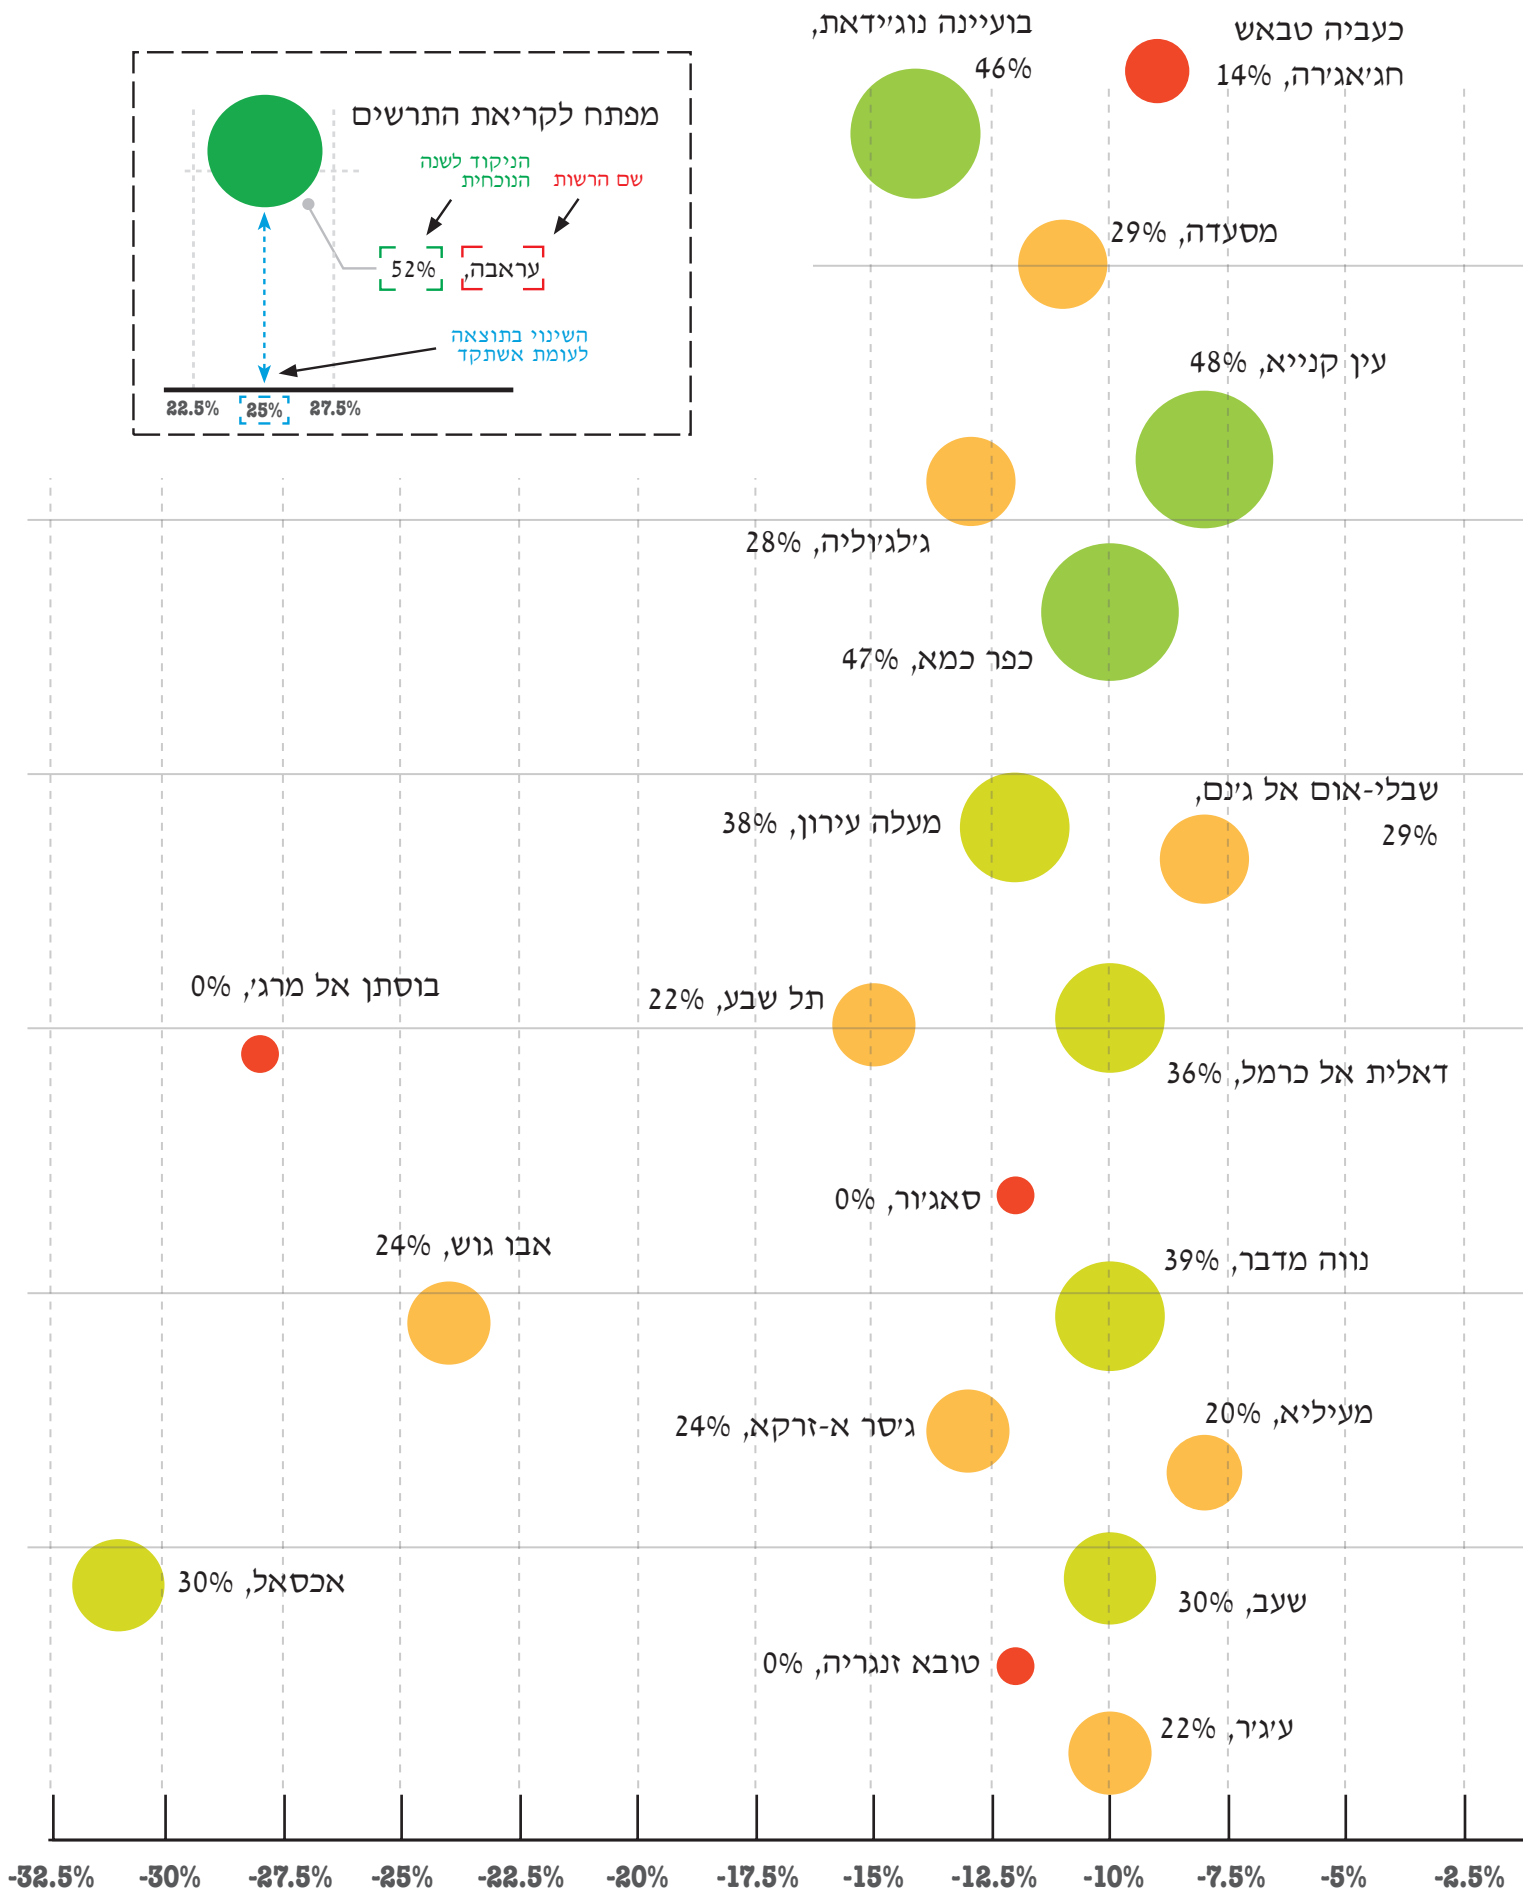 מפתח לקריאת התרשים
הניקוד לשנה
הנוכחית
שם הרשות
עראבה,
52%
השינוי בתוצאה
לעומת אשתקד
22.5%
25%
27.5%
כעביה טבאש
חג'אג'רה, 14%
בועיינה נוג'ידאת,
46%
מסעדה, 29%
עין קנייא, 48%
ג'לג'וליה, 28%
כפר כמא, 47%
שבלי-אום אל ג'נם,
29%
מעלה עירון, 38%
בוסתן אל מרג', 0%
תל שבע, 22%
דאלית אל כרמל, 36%
סאג'ור, 0%
אבו גוש, 24%
נווה מדבר, 39%
מעיליא, 20%
ג'סר א-זרקא, 24%
אכסאל, 30%
שעב, 30%
טובא זנגריה, 0%
ע'ג'ר, 22%
-32.5%
-30%
-27.5%
-25%
-22.5%
-20%
-17.5%
-15%
-12.5%
-10%
-7.5%
-5%
-2.5%